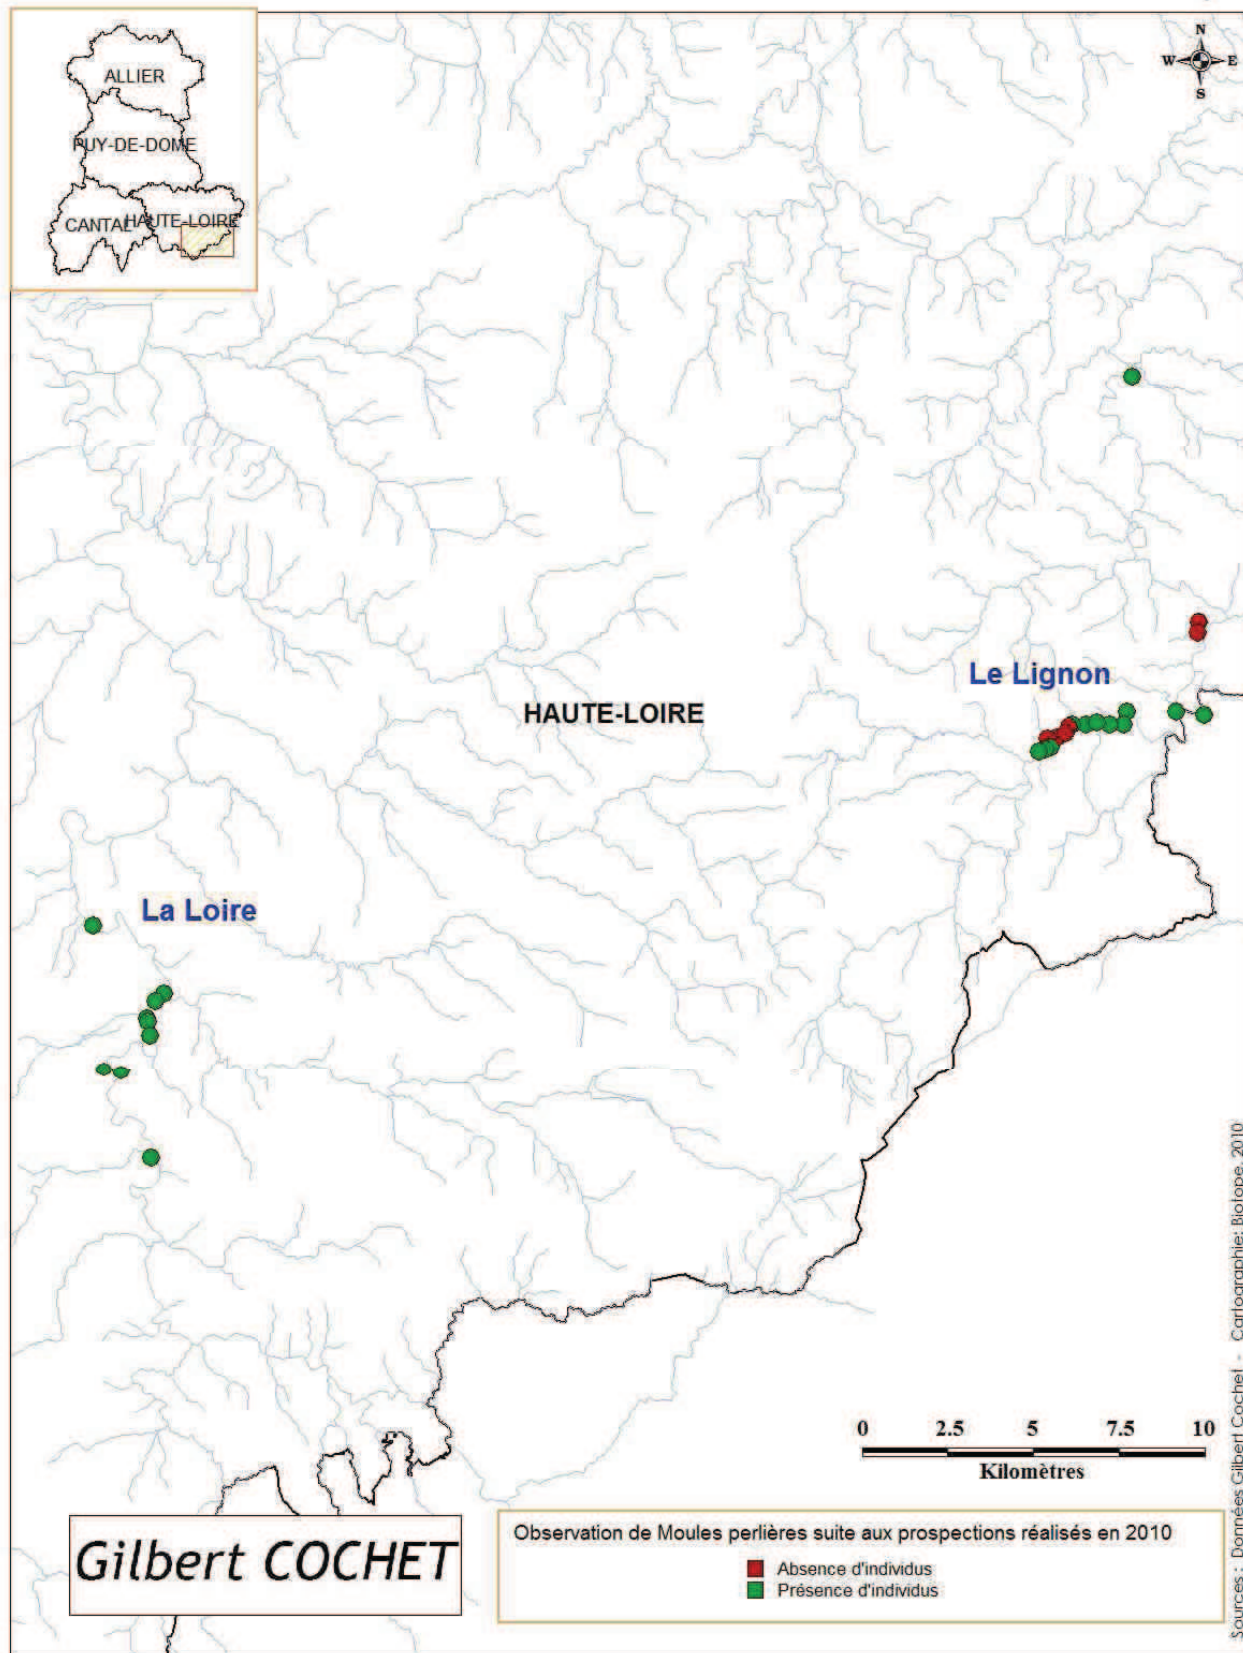 ALLIER
PUY-DE-DOME
CANTAL
HAUTE-LOIRE
N
W E
S
Le Lignon
HAUTE-LOIRE
La Loire
0 2.5 5 7.5 10
Kilomètres
Gilbert COCHET
Observation de Moules perlières suite aux prospections réalisés en 2010
Absence d'individus
Présence d'individus
Sources : Données Gilbert Cochet - Cartographie: Biotope, 2010